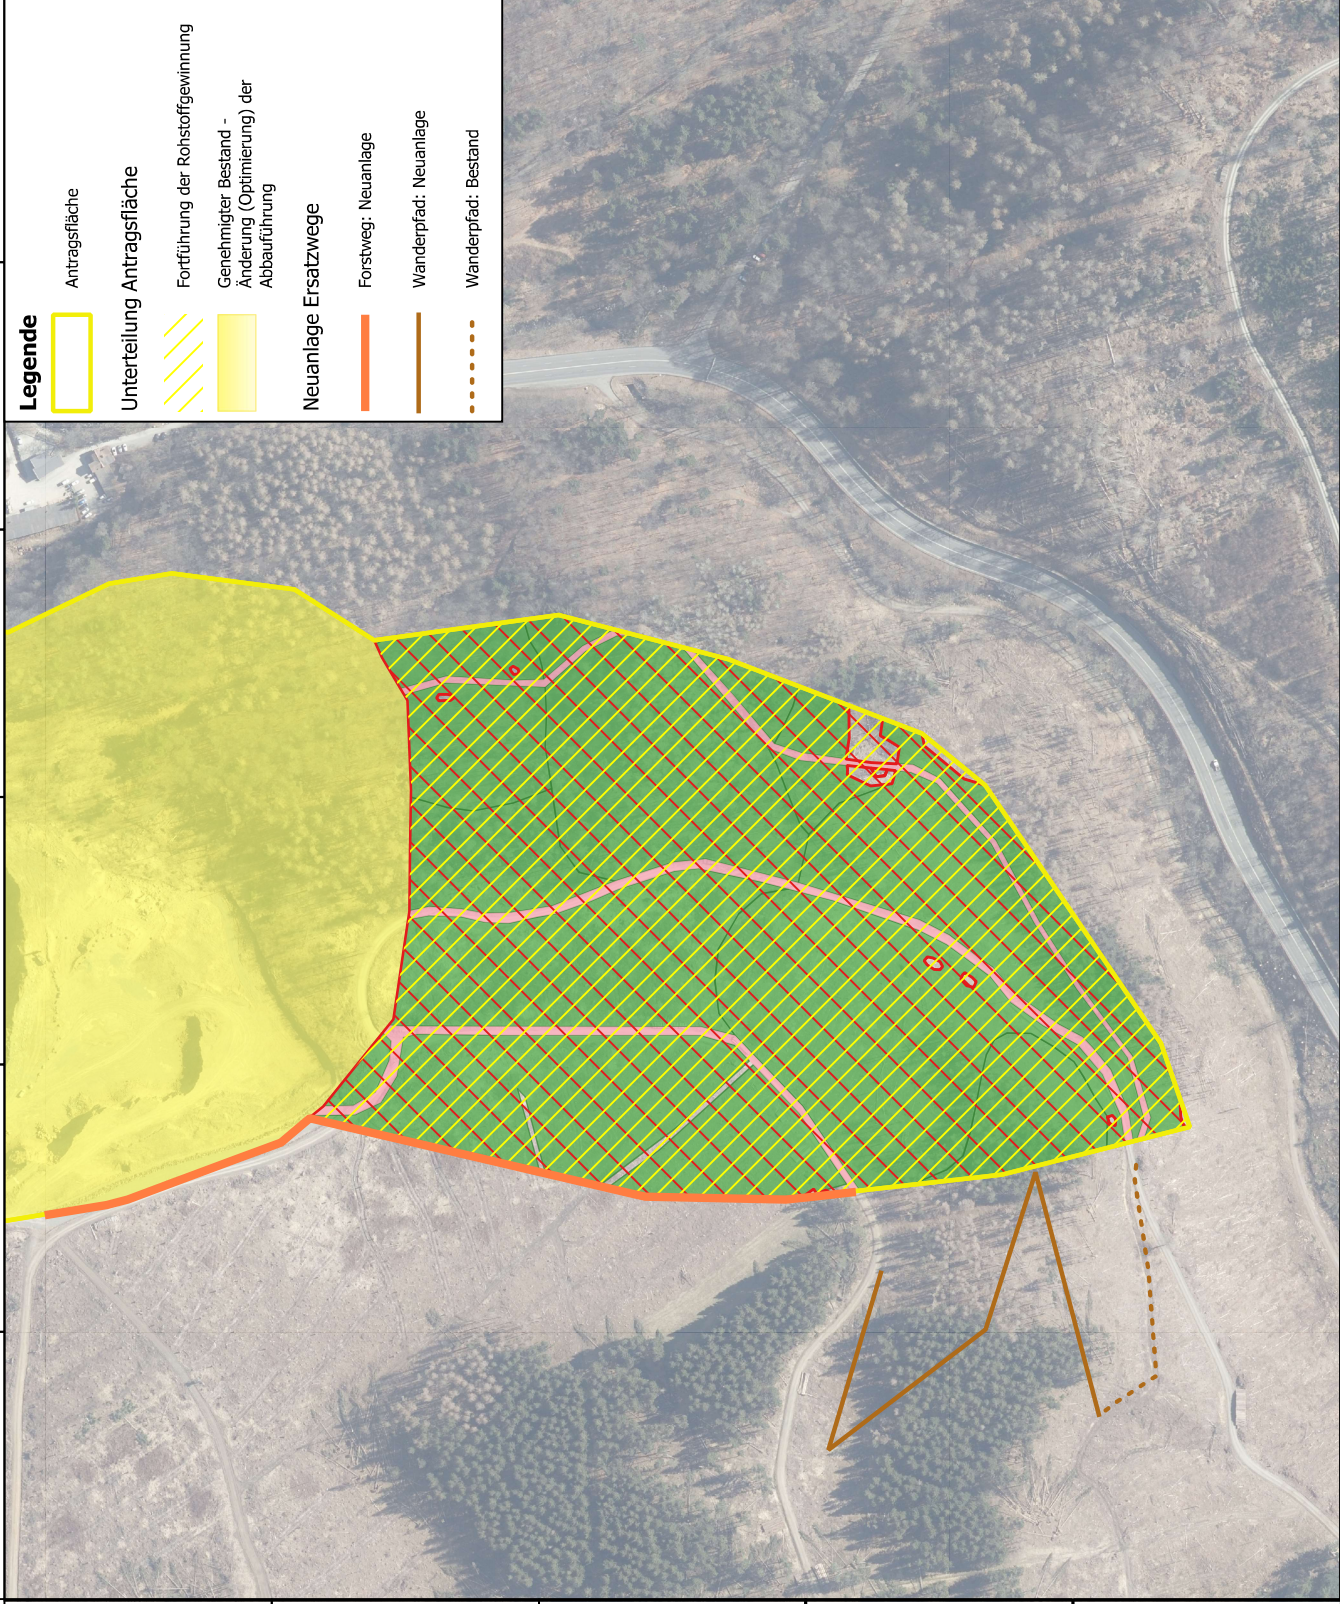 Legende
Antragsfläche
Unterteilung Antragsfläche
Fortführung der Rohstoffgewinnung
Genehmigter Bestand -
Änderung (Optimierung) der
Abbauführung
Neuanlage Ersatzwege
Forstweg: Neuanlage
Wanderpfad: Neuanlage
Wanderpfad: Bestand